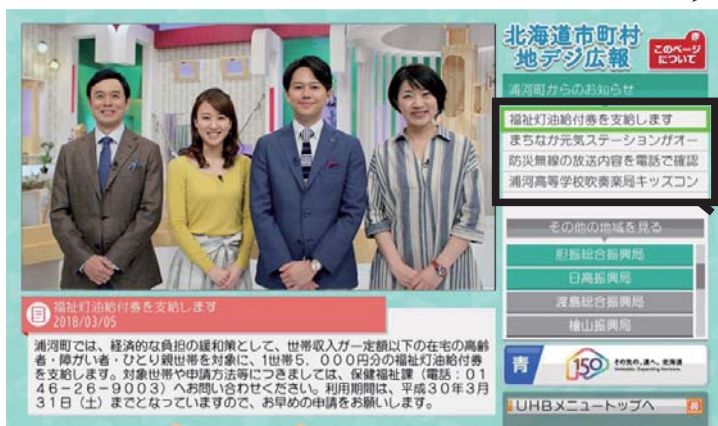 北海道市町村
地デジ広報
赤
このページ
について
浦河町からのお知らせ
福祉灯油給付券を支給します
まちなか元気ステーションがオー
防災無線の放送内容を電話で確認
浦河高等学校吹奏楽局キッズコン
その他の地域を見る
胆振総合振興局
日高振興局
渡島総合振興局
檜山振興局
福祉灯油給付券を支給します
2018/03/05
浦河町では、経済的な負担の緩和策として、世帯収入が一定額以下の在宅の高齢
者・障がい者・ひとり親世帯を対象に、1世帯5，000円分の福祉灯油給付券
を支給します。対象世帯や申請方法等につきましては、保健福祉課（電話：01
46－26－9003）へお問い合わせください。利用期間は、平成30年3月
31日（土）までとなっていますので、お早めの申請をお願いします。
青
150
その先の、道へ。北海道
Hokkaido. Expanding Horizons.
UHBメニュートップへ